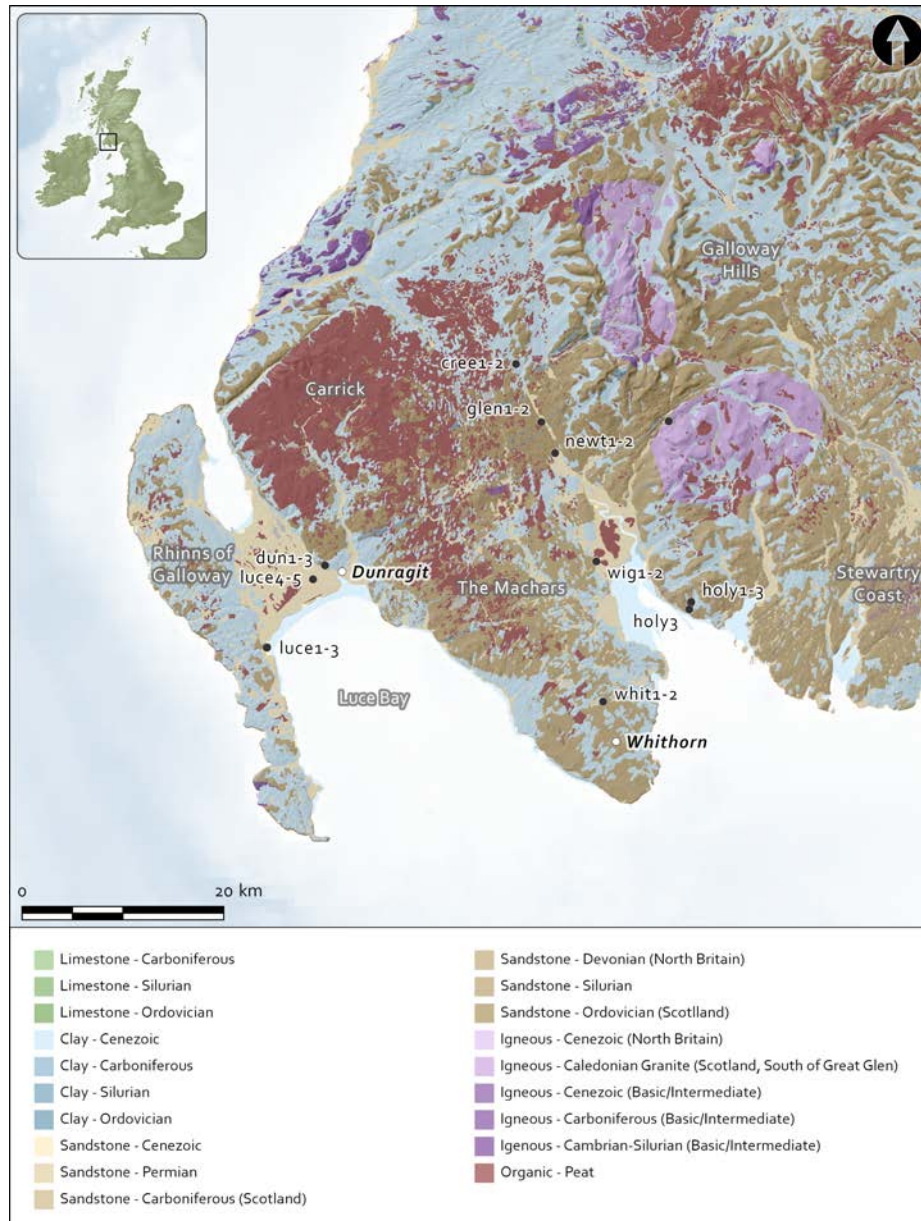 Galloway
Hills
cree1-2
Carrick
glen1-2
newt1-2
Rhinns of
Galloway
dun1-3
luce4-5
Dunragit
The Machars
wig1-2
holy1-3
Stewartry
Coast
holy3
luce1-3
Luce Bay
whit1-2
Whithorn
0 20 km
Limestone - Carboniferous
Limestone - Silurian
Limestone - Ordovician
Clay - Cenezoic
Clay - Carboniferous
Clay - Silurian
Clay - Ordovician
Sandstone - Cenezoic
Sandstone - Permian
Sandstone - Carboniferous (Scotland)
Sandstone - Devonian (North Britain)
Sandstone - Silurian
Sandstone - Ordovician (Scotlland)
Igneous - Cenezoic (North Britain)
Igneous - Caledonian Granite (Scotland, South of Great Glen)
Igneous - Cenezoic (Basic/Intermediate)
Igneous - Carboniferous (Basic/Intermediate)
Igenous - Cambrian-Silurian (Basic/Intermediate)
Organic - Peat